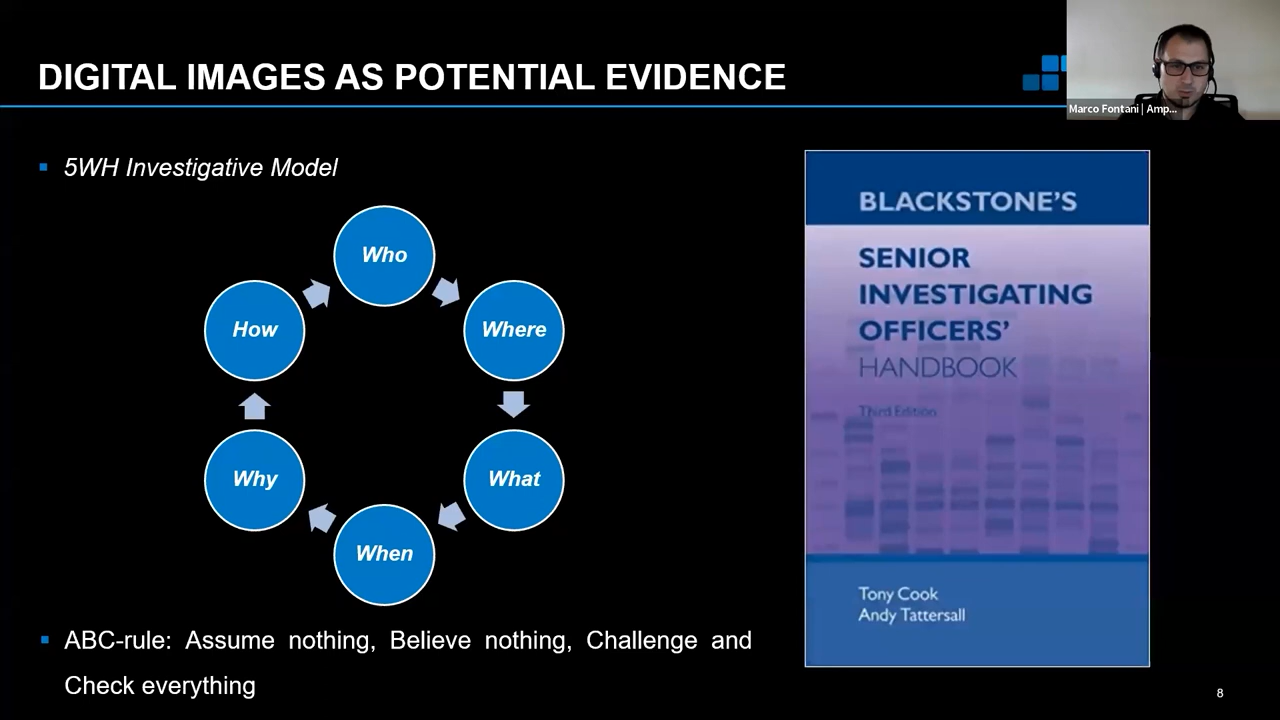 DIGITAL IMAGES AS POTENTIAL EVIDENCE
Marco Fontani | Amp...
5WH Investigative Model
Who
Where
What
When
Why
How
ABC-rule: Assume nothing, Believe nothing, Challenge and
Check everything
BLACKSTONE'S
SENIOR
INVESTIGATING
OFFICERS'
HANDBOOK
Third Edition
Tony Cook
Andy Tattersall
8